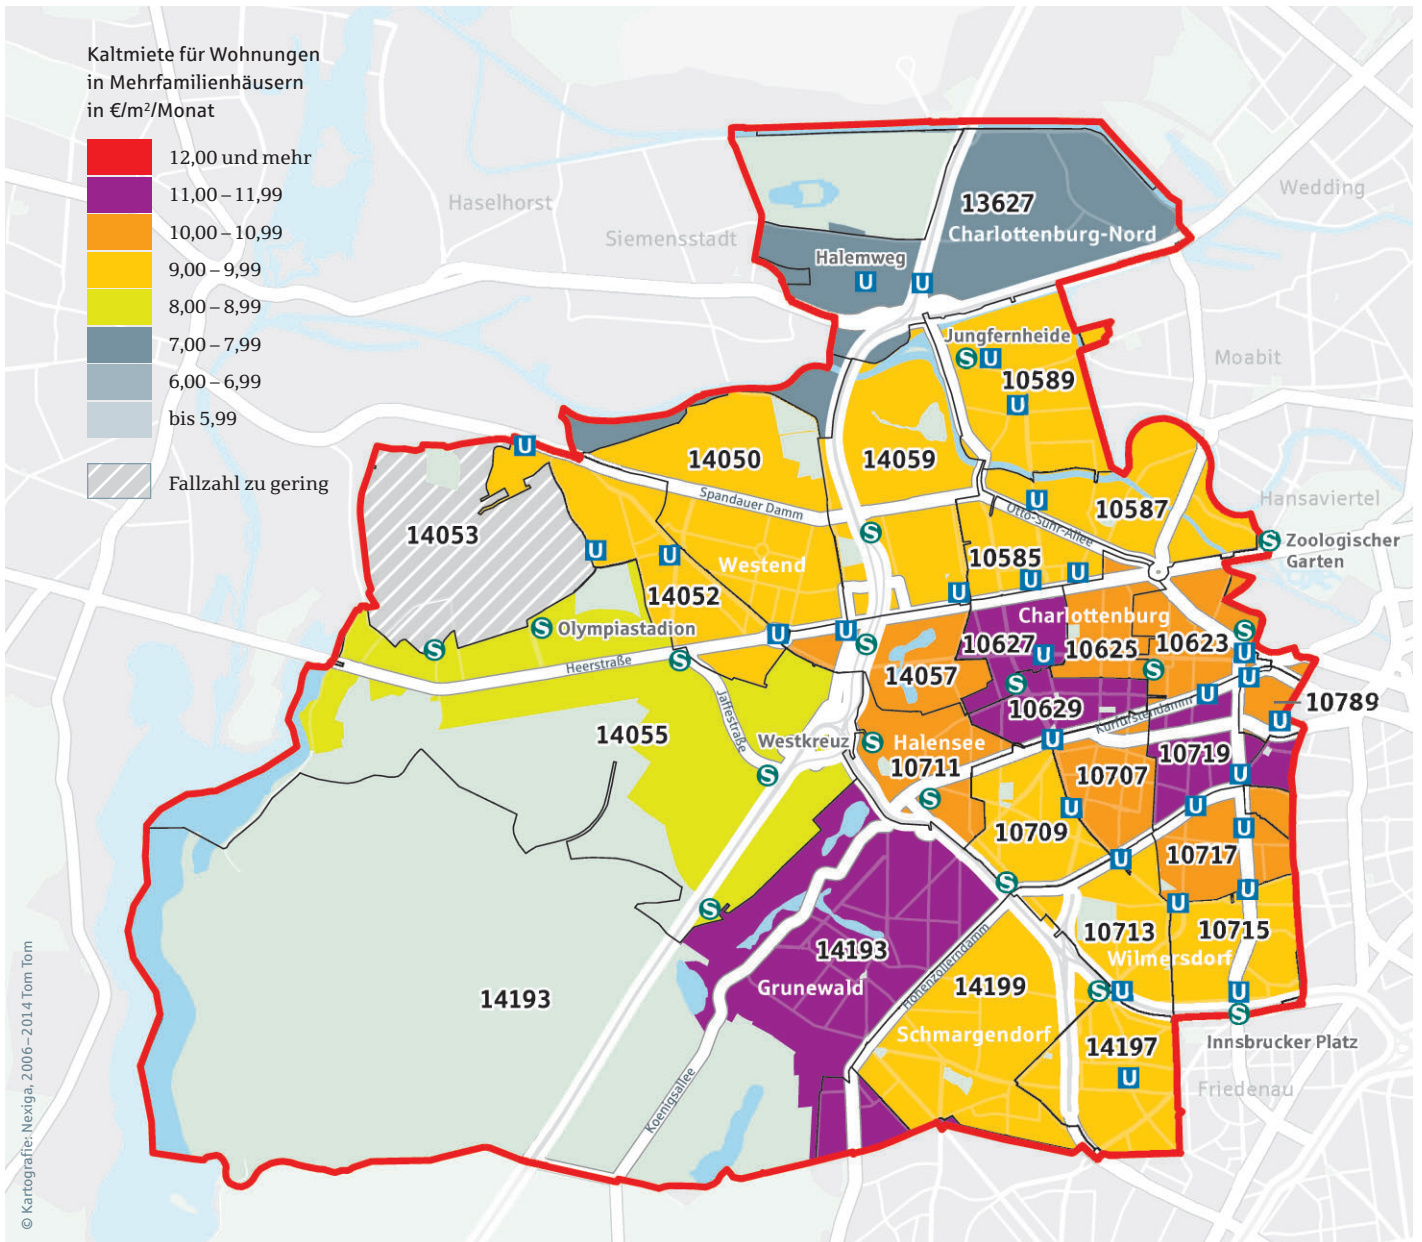 Kaltmiete für Wohnungen
in Mehrfamilienhäusern
in €/m²/Monat
12,00 und mehr
11,00 – 11,99
10,00 – 10,99
9,00 – 9,99
8,00 – 8,99
7,00 – 7,99
6,00 – 6,99
bis 5,99
Fallzahl zu gering
Haselhorst
Siemensstadt
Wedding
13627
Charlottenburg-Nord
Halemweg
U
U
Jungfernheide
S U
10589
U
Moabit
14050
14059
U
Spandauer Damm
14053
U
10587
Otto-Suhr-Allee
Hansaviertel
S
S
Zoologischer
Garten
U
U
Westend
10585
U
U
U
14052
Charlottenburg
S
Olympiastadion
U
U
S
10627
U
10625
10623
S
U
S
Heerstraße
S
14057
S
S
U
U
10789
U
10629
Kurfürstendamm
Jaffestraße
14055
Westkreuz
S
Halensee
U
10719
10711
10707
U
S
S
U
U
10709
U
10717
U
S
U
U
S
14193
10713
10715
Wilmersdorf
14193
Grunewald
Hohenzollerndamm
14199
S U
U
S
Schmargendorf
14197
U
Innsbrucker Platz
Friedenau
Koenigsallee
© Kartografie: Nexiga, 2006 – 2014 Tom Tom